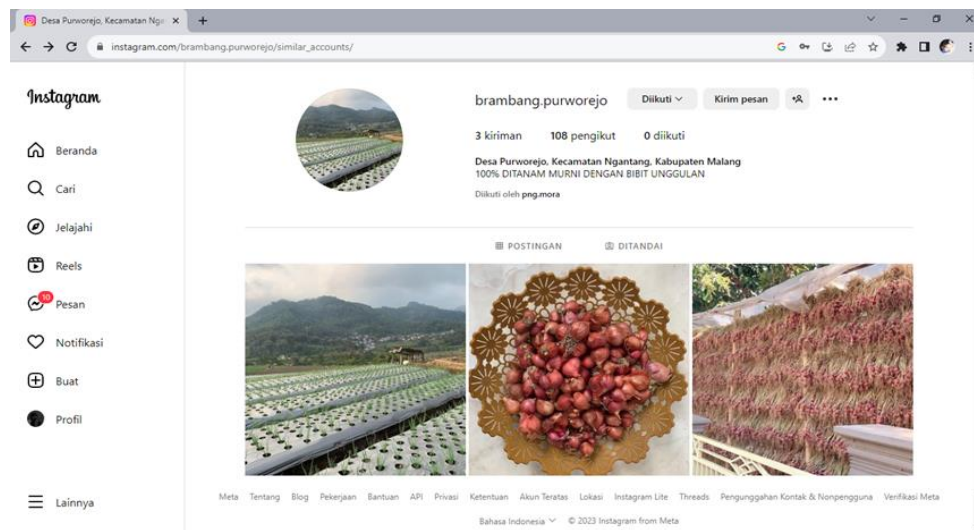 Desa Purworejo, Kecamatan Nga
instagram.com/brambang.purworejo/similar_accounts/
Instagram
Beranda
Cari
Jelajahi
Reels
10
Pesan
Notifikasi
Buat
Profil
Lainnya
brambang.purworejo Diikuti Kirim pesan
3 kiriman 108 pengikut 0 diikuti
Desa Purworejo, Kecamatan Ngantang, Kabupaten Malang
100% DITANAM MURNI DENGAN BIBIT UNGGULAN
Diikuti oleh png.mora
POSTINGAN DITANDAI
Meta Tentang Blog Pekerjaan Bantuan API Privasi Ketentuan Akun Teratas Lokasi Instagram Lite Threads Pengunggahan Kontak & Nonpengguna Verifikasi Meta
Bahasa Indonesia © 2023 Instagram from Meta